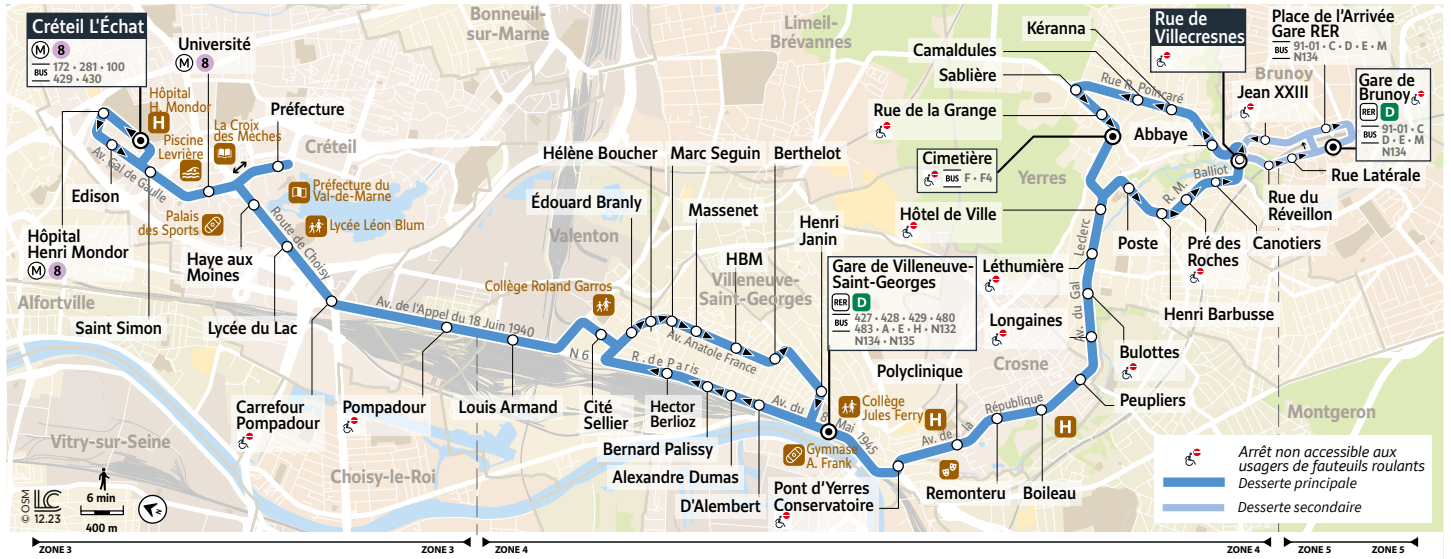 Créteil L'Échat
M 8
BUS 172 • 281 • 100
429 • 430
Université
M 8
Hôpital
H. Mondor
H
Piscine
Levrière
La Croix
des Mèches
Préfecture
Créteil
Bonneuil-
sur-Marne
Limeil-
Brévannes
Edison
Av. Gal de Gaulle
Palais
des Sports
Préfecture du
Val-de-Marne
Lycée Léon Blum
Hôpital
Henri Mondor
M 8
Haye aux
Moines
Route de Choisy
Alfortville
Saint Simon
Lycée du Lac
Av. de l'Appel du 18 Juin 1940
Carrefour
Pompadour
Pompadour
Louis Armand
Vitry-sur-Seine
Choisy-le-Roi
Hélène Boucher
Marc Seguin
Berthelot
Édouard Branly
Massenet
Valenton
HBM
Henri
Janin
Villeneuve-
Saint-Georges
Collège Roland Garros
N 6
Av. Anatole France
R. de Paris
Cité
Sellier
Hector
Berlioz
Bernard Palissy
Alexandre Dumas
D'Alembert
Av. du 8 Mai 1945
Gare de Villeneuve-
Saint-Georges
RER D
BUS 427 • 428 • 429 • 480
483 • A • E • H • N132
N134 • N135
Collège
Jules Ferry
Gymnase
A. Frank
Pont d'Yerres
Conservatoire
Polyclinique
H
Av. de la République
Remonteru
Boileau
H
Crosne
Peupliers
Bulottes
Longaines
Léthumière
Av. du Gal Leclerc
Hôtel de Ville
Yerres
Cimetière
BUS F • F4
Rue de la Grange
Sablière
Camaldules
Kéranna
Rue R. Poincaré
Abbaye
Rue de
Villecresnes
Poste
Henri Barbusse
Pré des
Roches
Canotiers
R. M. Balliot
Rue du
Réveillon
Rue Latérale
Brunoy
Jean XXIII
Place de l'Arrivée
Gare RER
BUS 91-01 • C • D • E • M
N134
Gare de
Brunoy
RER D
BUS 91-01 • C
D • E • M
N134
Montgeron
Arrêt non accessible aux
usagers de fauteuils roulants
Desserte principale
Desserte secondaire
© OSM
LC
12.23
6 min
400 m
ZONE 3
ZONE 3
ZONE 4
ZONE 4
ZONE 5
ZONE 5